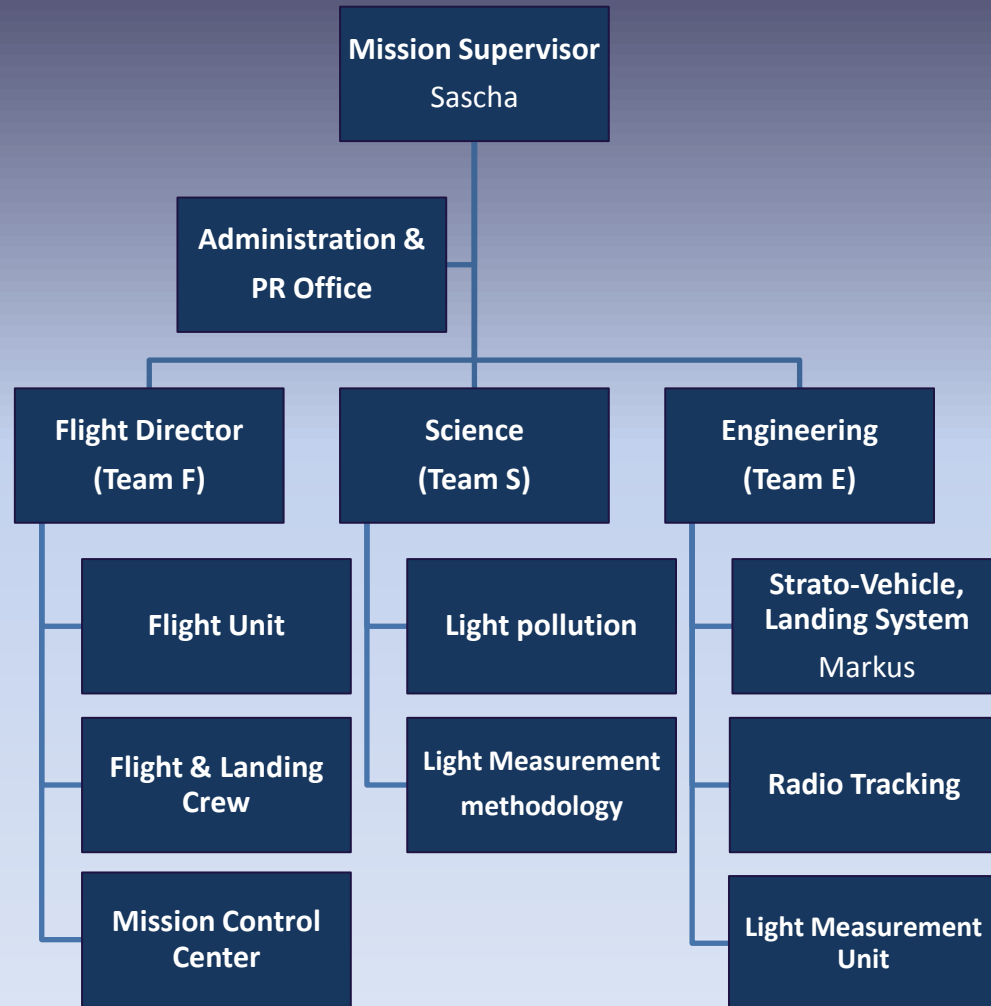 Mission Supervisor
Sascha
Administration &
PR Office
Flight Director
(Team F)
Science
(Team S)
Engineering
(Team E)
Flight Unit
Flight & Landing
Crew
Mission Control
Center
Light pollution
Light Measurement
methodology
Strato-Vehicle,
Landing System
Markus
Radio Tracking
Light Measurement
Unit